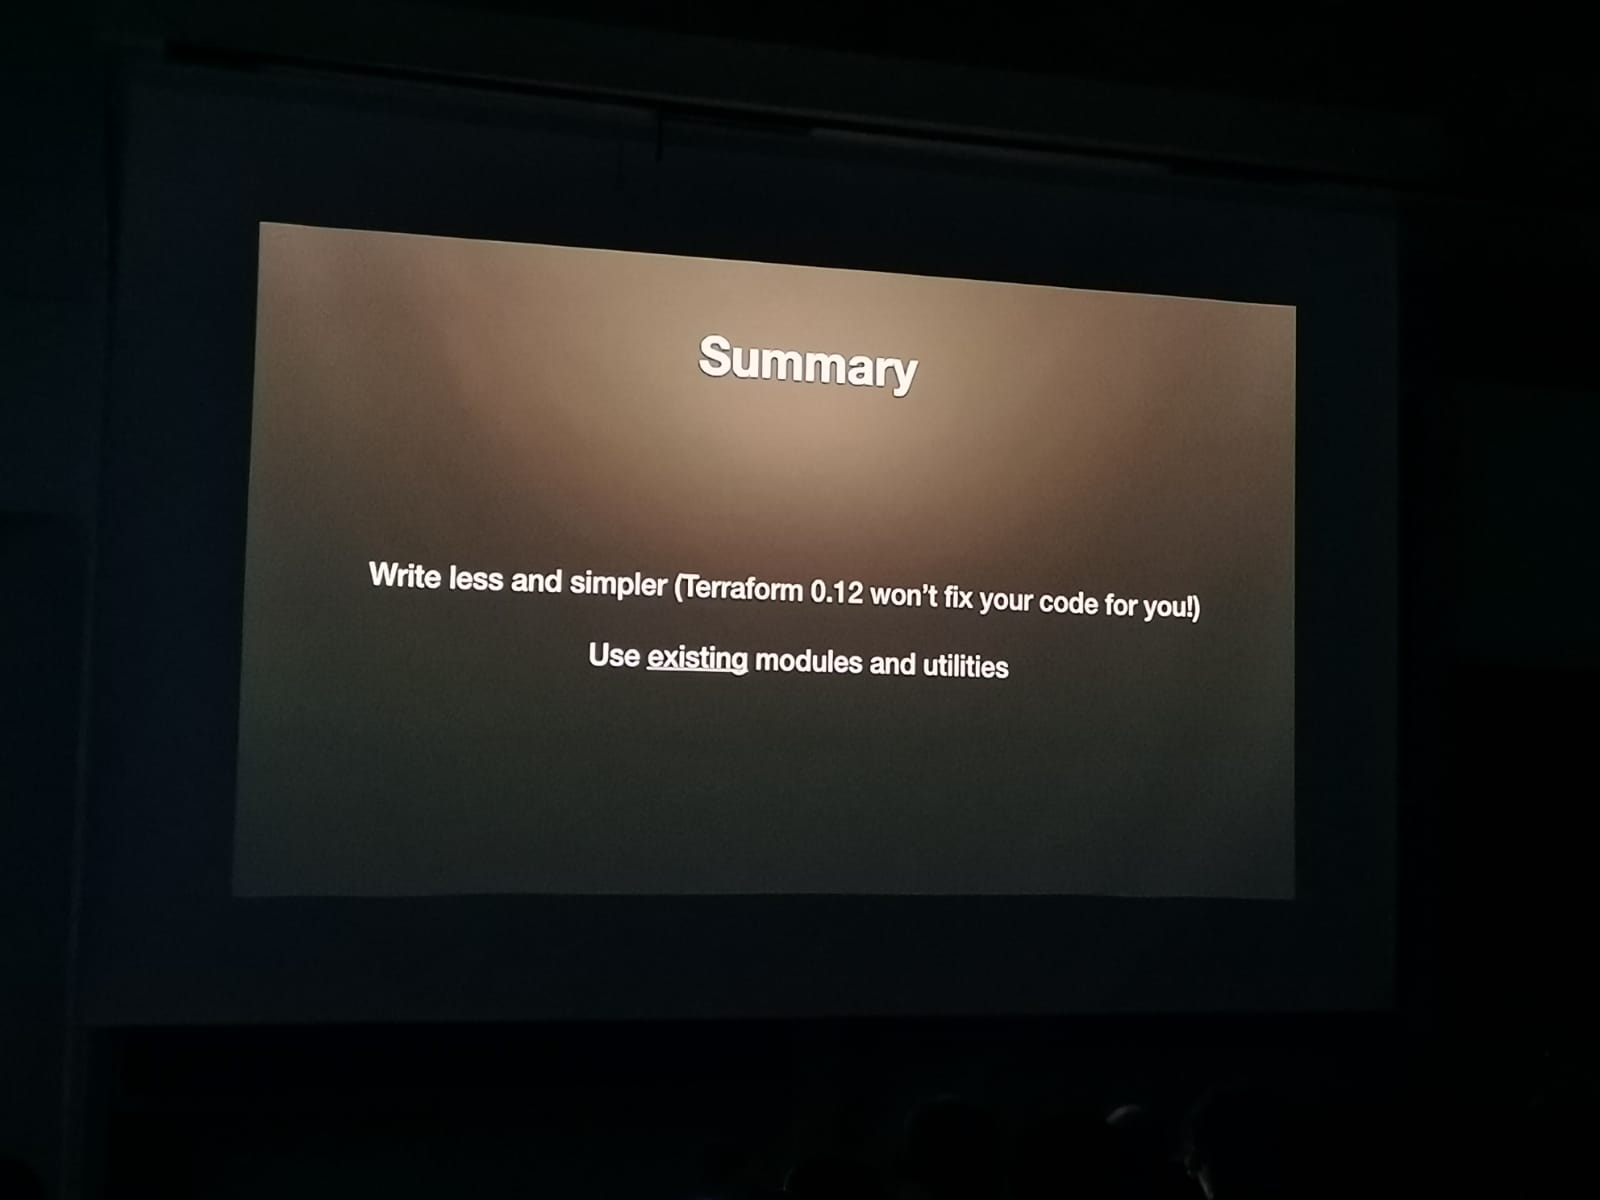 Summary
Write less and simpler (Terraform 0.12 won't fix your code for you!)
Use existing modules and utilities